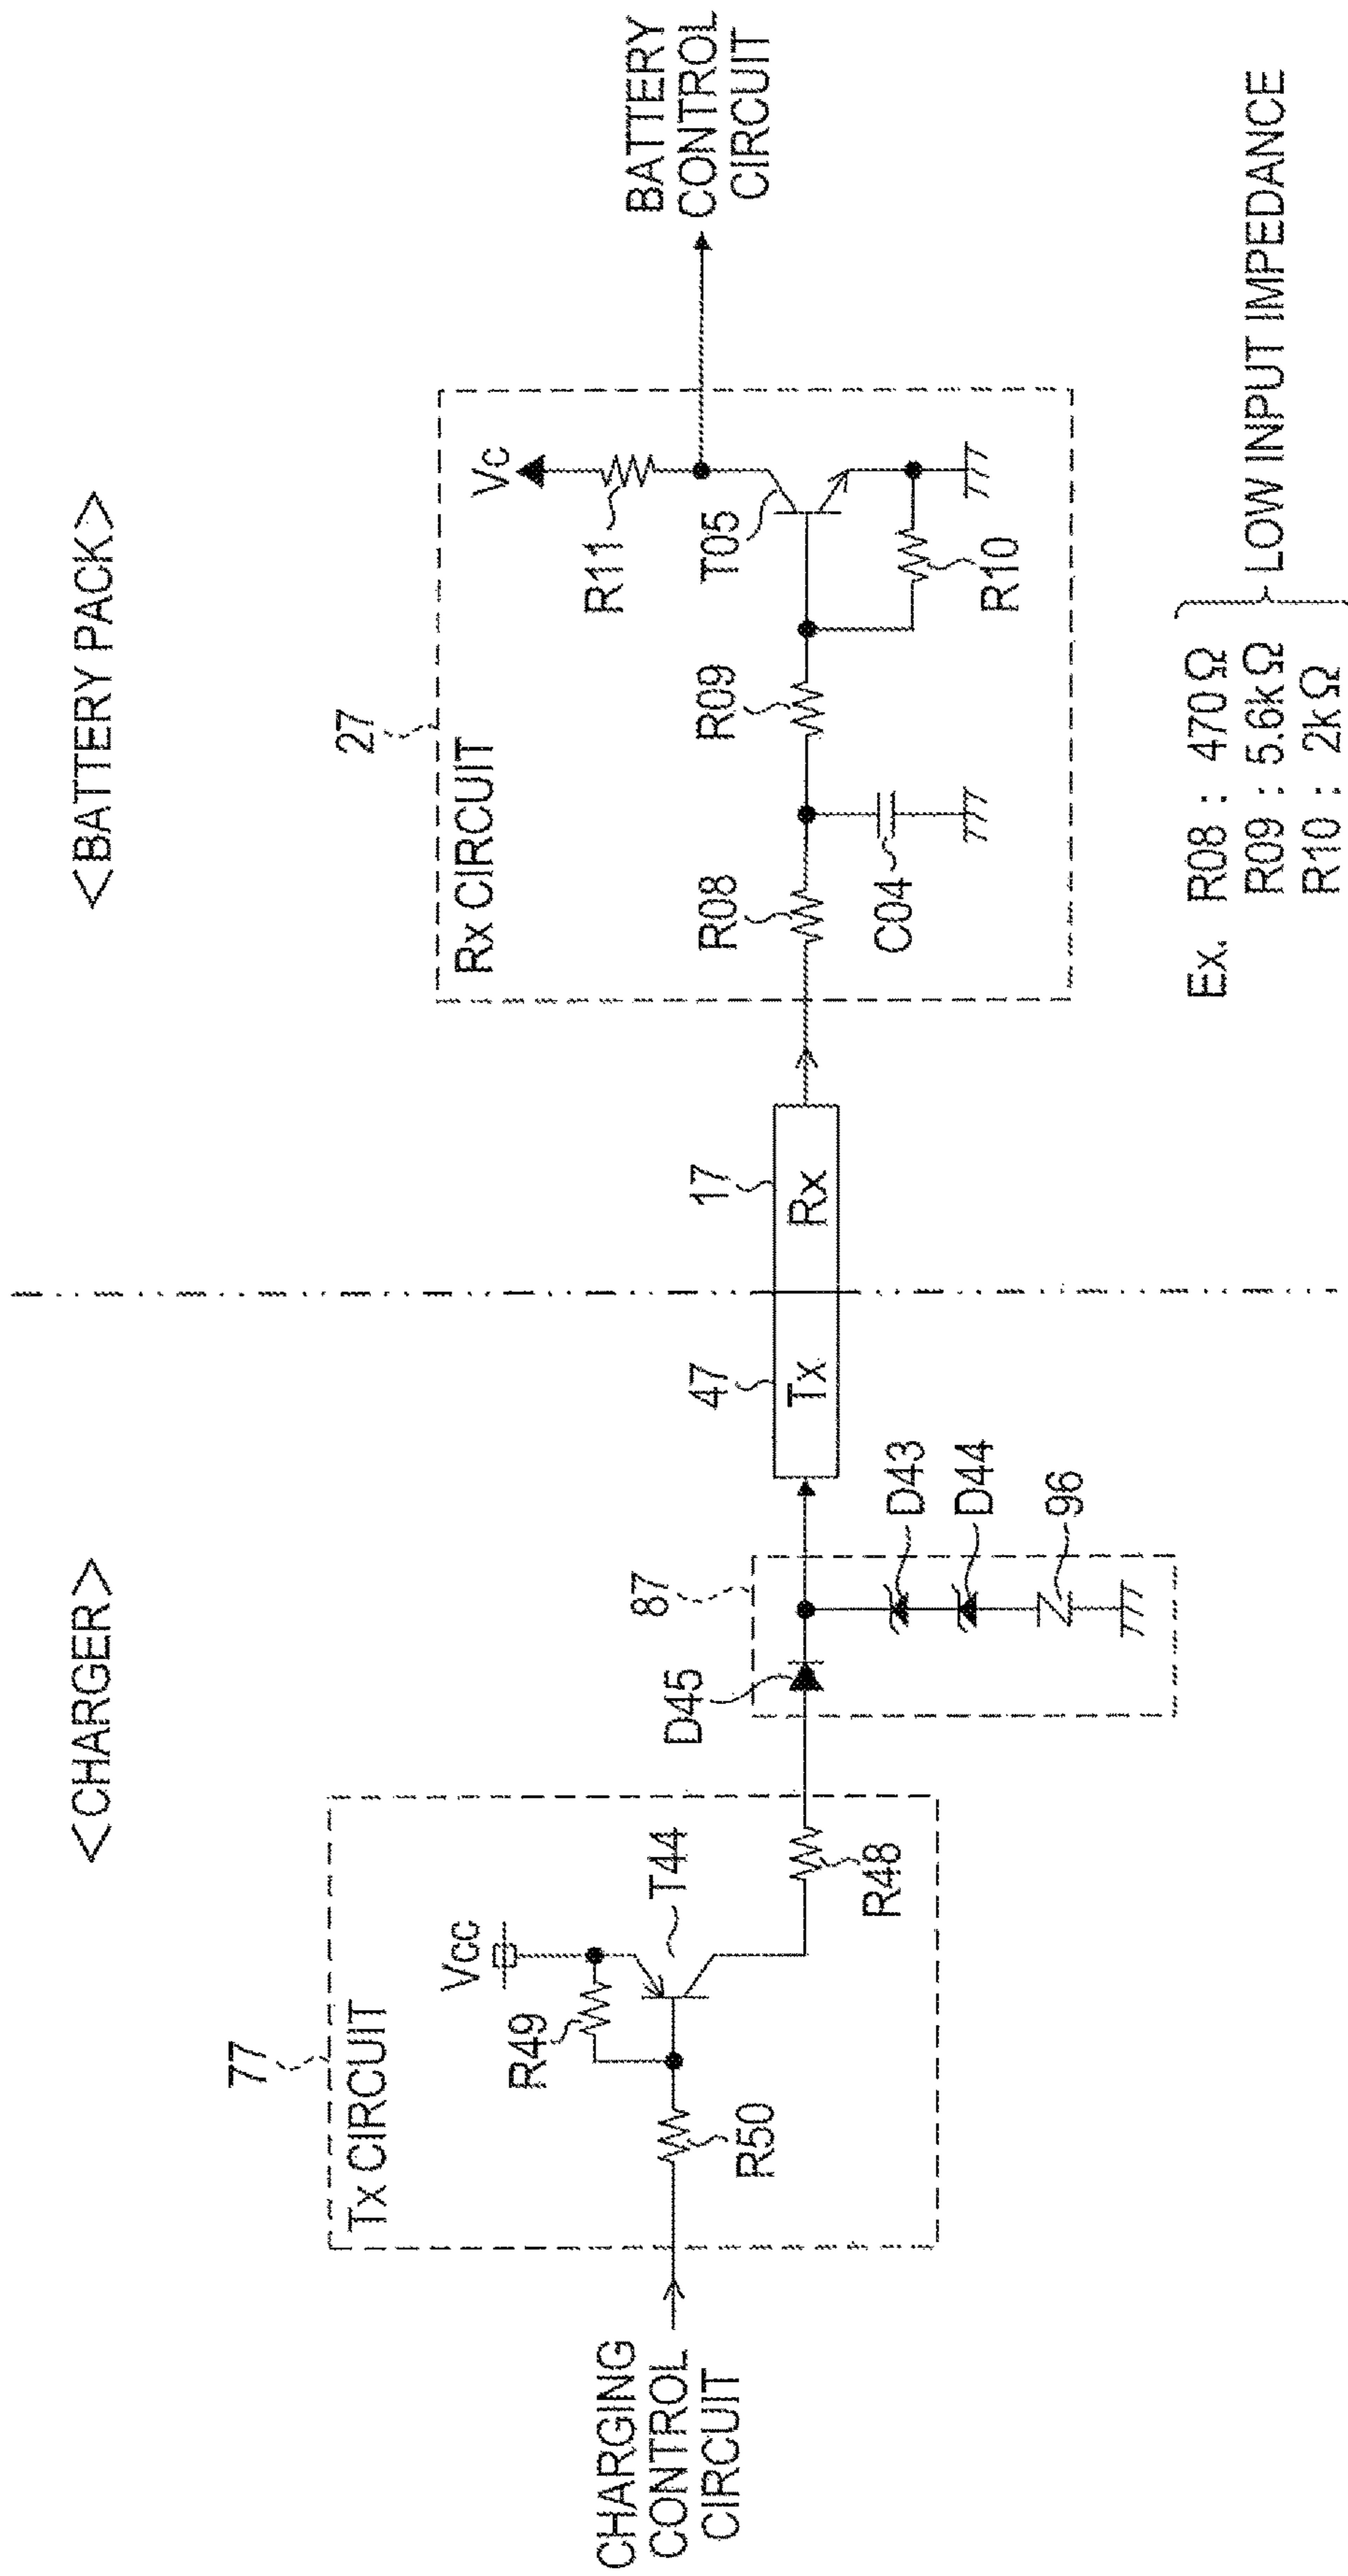 <CHARGER>
<BATTERY PACK>
77
Tx CIRCUIT
Vcc
R49
T44
R50
R48
CHARGING
CONTROL
CIRCUIT
87
D45
D43
D44
96
47
Tx
17
Rx
27
Rx CIRCUIT
Vc
R11
T05
R08
R09
C04
R10
BATTERY
CONTROL
CIRCUIT
Ex. R08 : 470Ω
R09 : 5.6kΩ
R10 : 2kΩ
LOW INPUT IMPEDANCE